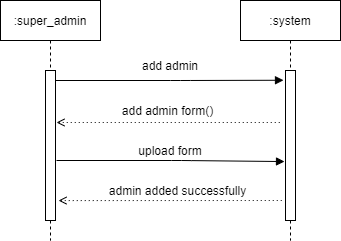 :super_admin
:system
add admin
add admin form()
upload form
admin added successfully